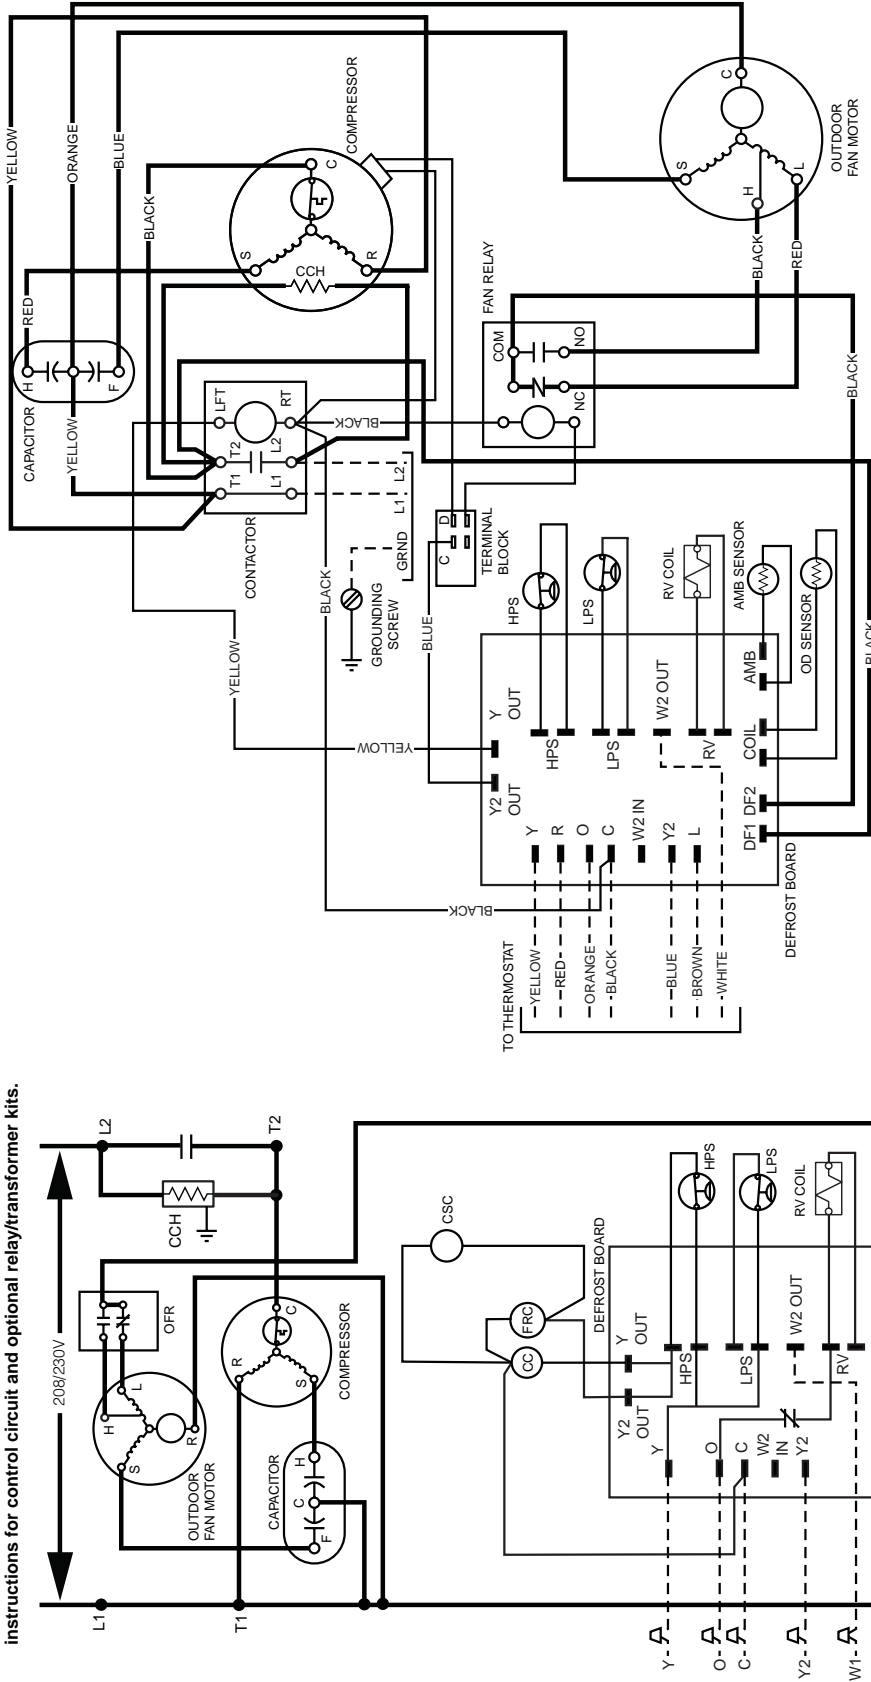 instructions for control circuit and optional relay/transformer kits.
208/230V
L1
L2
T1
T2
CCH
OFR
H
L
S
R
OUTDOOR
FAN MOTOR
R
S
C
COMPRESSOR
CAPACITOR
H
C
F
CSC
FRC
CC
DEFROST BOARD
Y2
OUT
Y
OUT
Y
O
C
W2
IN
Y2
HPS
LPS
W2 OUT
RV
HPS
LPS
RV COIL
Y
O
C
Y2
W1
YELLOW
ORANGE
BLUE
RED
BLACK
CAPACITOR
H
F
YELLOW
COMPRESSOR
S
C
R
CCH
CONTACTOR
LFT
RT
T2
L2
T1
L1
BLACK
FAN RELAY
COM
NO
NC
OUTDOOR
FAN MOTOR
C
S
H
L
BLACK
RED
BLACK
L1
L2
GRND
GROUNDING
SCREW
BLACK
YELLOW
BLUE
YELLOW
TERMINAL
BLOCK
C
D
HPS
LPS
RV COIL
AMB SENSOR
OD SENSOR
BLACK
Y2
OUT
Y
OUT
HPS
LPS
W2 OUT
RV
Y
R
O
C
W2 IN
Y2
L
DF1
DF2
COIL
AMB
DEFROST BOARD
BLACK
TO THERMOSTAT
YELLOW
RED
ORANGE
BLACK
BLUE
BROWN
WHITE